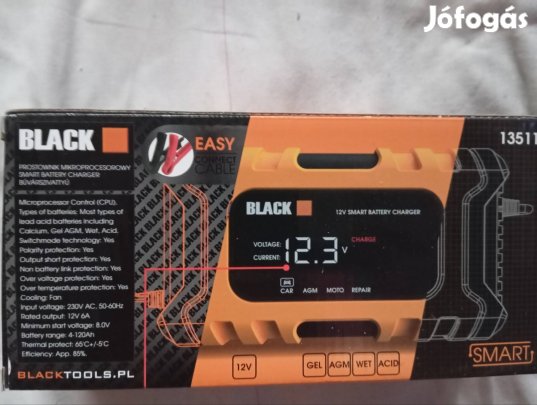 Jófogás
BLACK
PROSTOWNIK MIKROPROCESOROWY
SMART BATTERY CHARGER
BÚVÁRSZIVATTYÚ
Microprocessor Control (CPU).
Types of batteries: Most types of
lead acid batteries including
Calcium, Gel AGM, Wet, Acid.
Switchmode technology: Yes
Polarity protection: Yes
Output short protection: Yes
Non battery link protection: Yes
Over voltage protection: Yes
Over temperature protection: Yes
Cooling: Fan
Input voltage: 230V AC, 50-60Hz
Rated output: 12V 6A
Minimum start voltage: 8.0V
Battery range: 4-120Ah
Thermal protect: 65℃+/-5℃
Efficiency: App. 85%.
BLACKTOOLS.PL
EASY
CONNECT
CABLE
13511
BLACK
12V SMART BATTERY CHARGER
VOLTAGE:
CURRENT:
12.3 V
CHARGE
CAR AGM MOTO REPAIR
12V
GEL AGM WET ACID
SMART